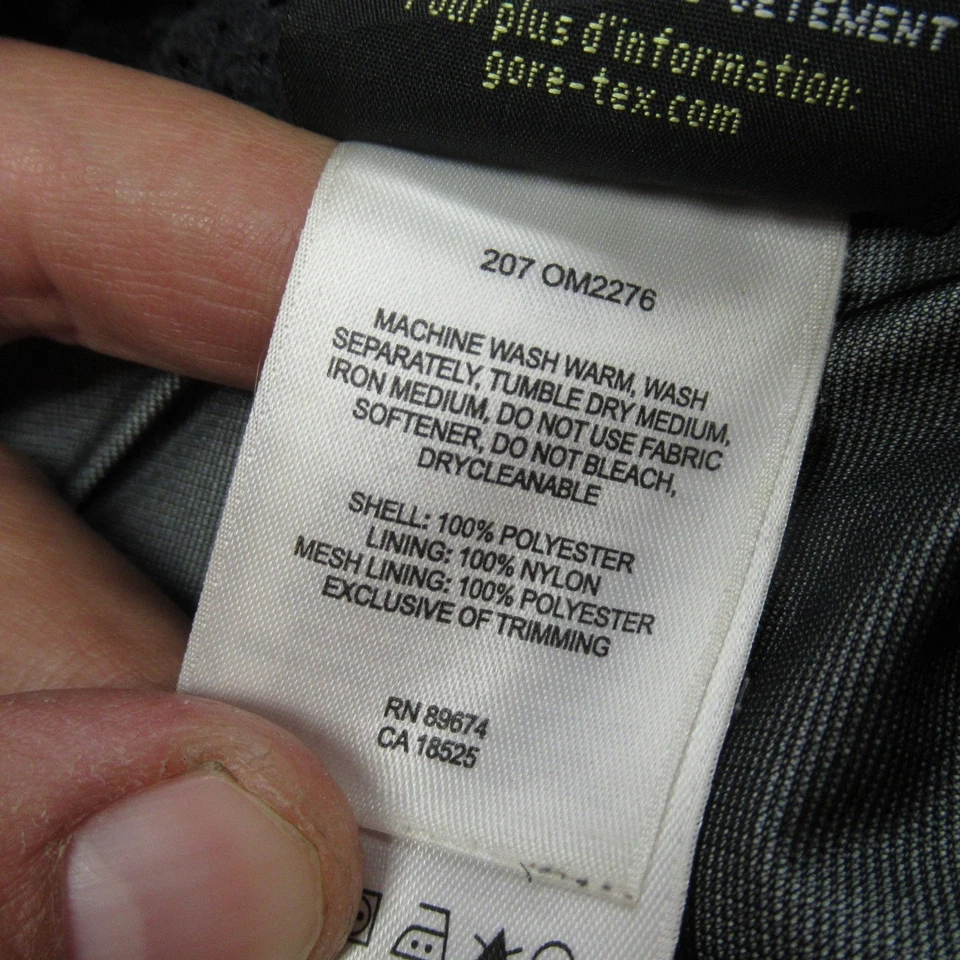 VETEMENT
Pour plus d'information:
gore-tex.com
207 OM2276
MACHINE WASH WARM, WASH
SEPARATELY, TUMBLE DRY MEDIUM,
IRON MEDIUM, DO NOT USE FABRIC
SOFTENER, DO NOT BLEACH,
DRYCLEANABLE
SHELL: 100% POLYESTER
LINING: 100% NYLON
MESH LINING: 100% POLYESTER
EXCLUSIVE OF TRIMMING
RN 89674
CA 18525